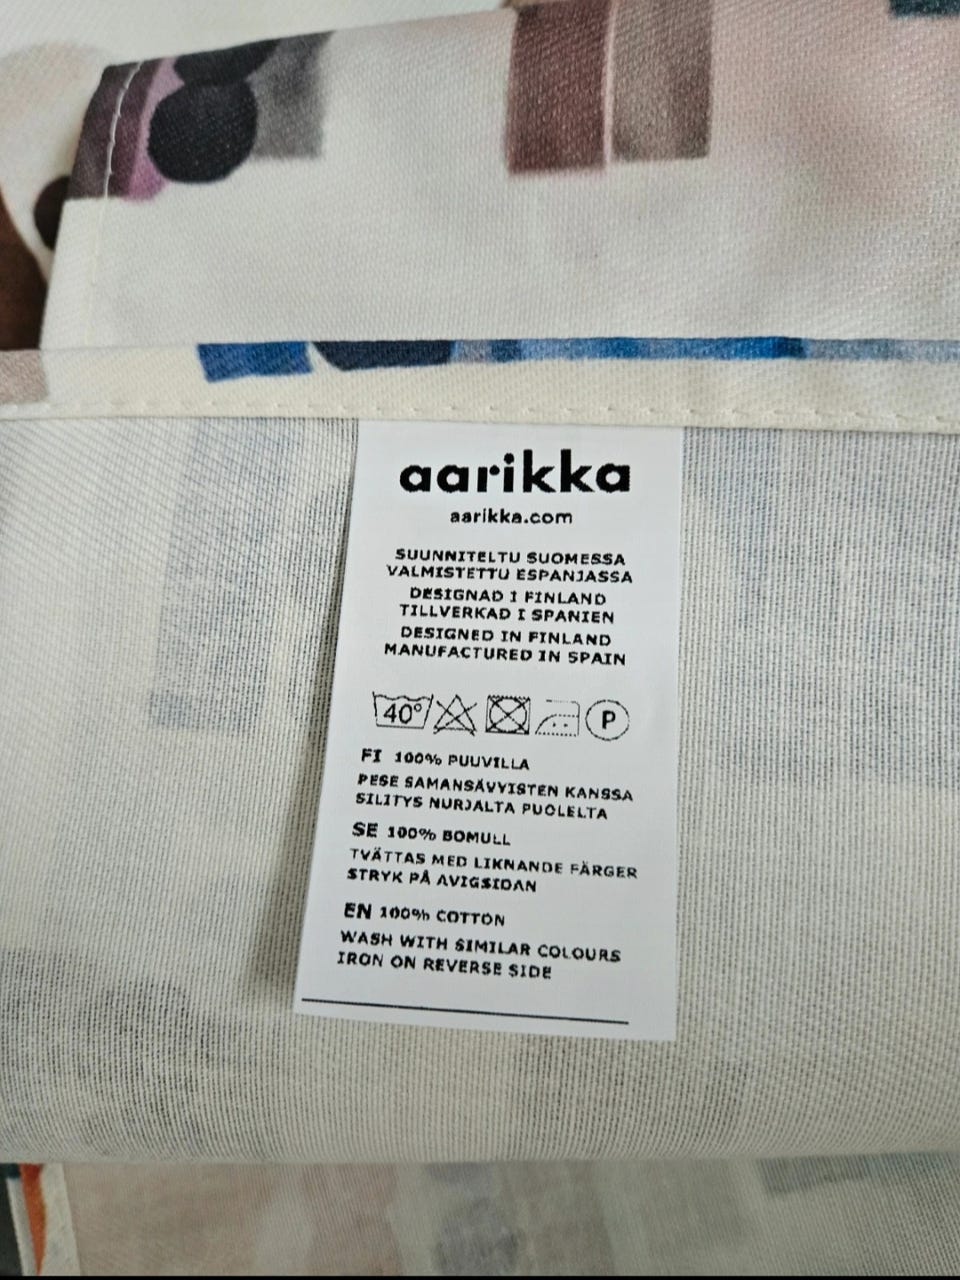 aarikka
aarikka.com
SUUNNITELTU SUOMESSA
VALMISTETTU ESPANJASSA
DESIGNAD I FINLAND
TILLVERKAD I SPANIEN
DESIGNED IN FINLAND
MANUFACTURED IN SPAIN
40° P
FI 100% PUUVILLA
PESE SAMANSÄVYISTEN KANSSA
SILITYS NURJALTA PUOLELTA
SE 100% BOMULL
TVÄTTAS MED LIKNANDE FÄRGER
STRYK PÅ AVIGSIDAN
EN 100% COTTON
WASH WITH SIMILAR COLOURS
IRON ON REVERSE SIDE